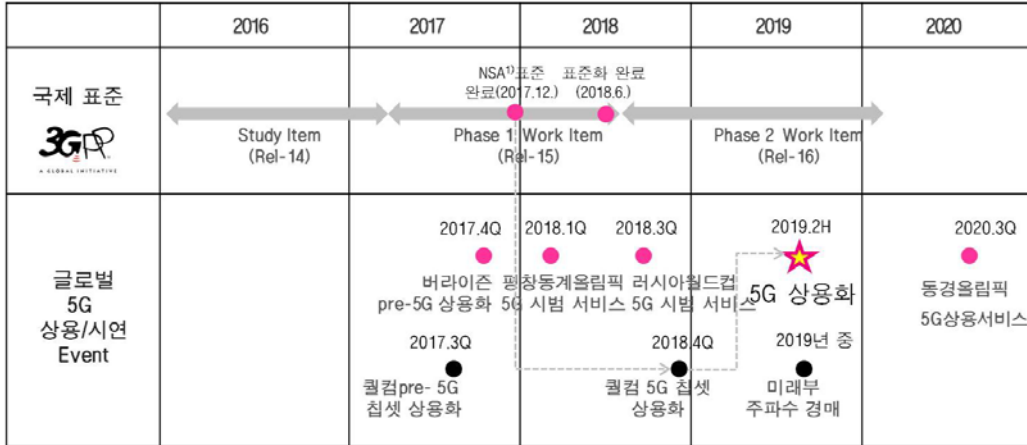 2016 2017 2018 2019 2020
국제 표준
3GPP
A GLOBAL INITIATIVE
NSA¹⁾표준
완료(2017.12.)
표준화 완료
(2018.6.)
Study Item
(Rel-14)
Phase 1 Work Item
(Rel-15)
Phase 2 Work Item
(Rel-16)
글로벌
5G
상용/시연
Event
2017.4Q
버라이즌
pre-5G 상용화
2018.1Q
평창동계올림픽
5G 시범 서비스
2018.3Q
러시아월드컵
5G 시범 서비스
2019.2H
5G 상용화
2020.3Q
동경올림픽
5G상용서비스
2017.3Q
퀄컴pre- 5G
칩셋 상용화
2018.4Q
퀄컴 5G 칩셋
상용화
2019년 중
미래부
주파수 경매